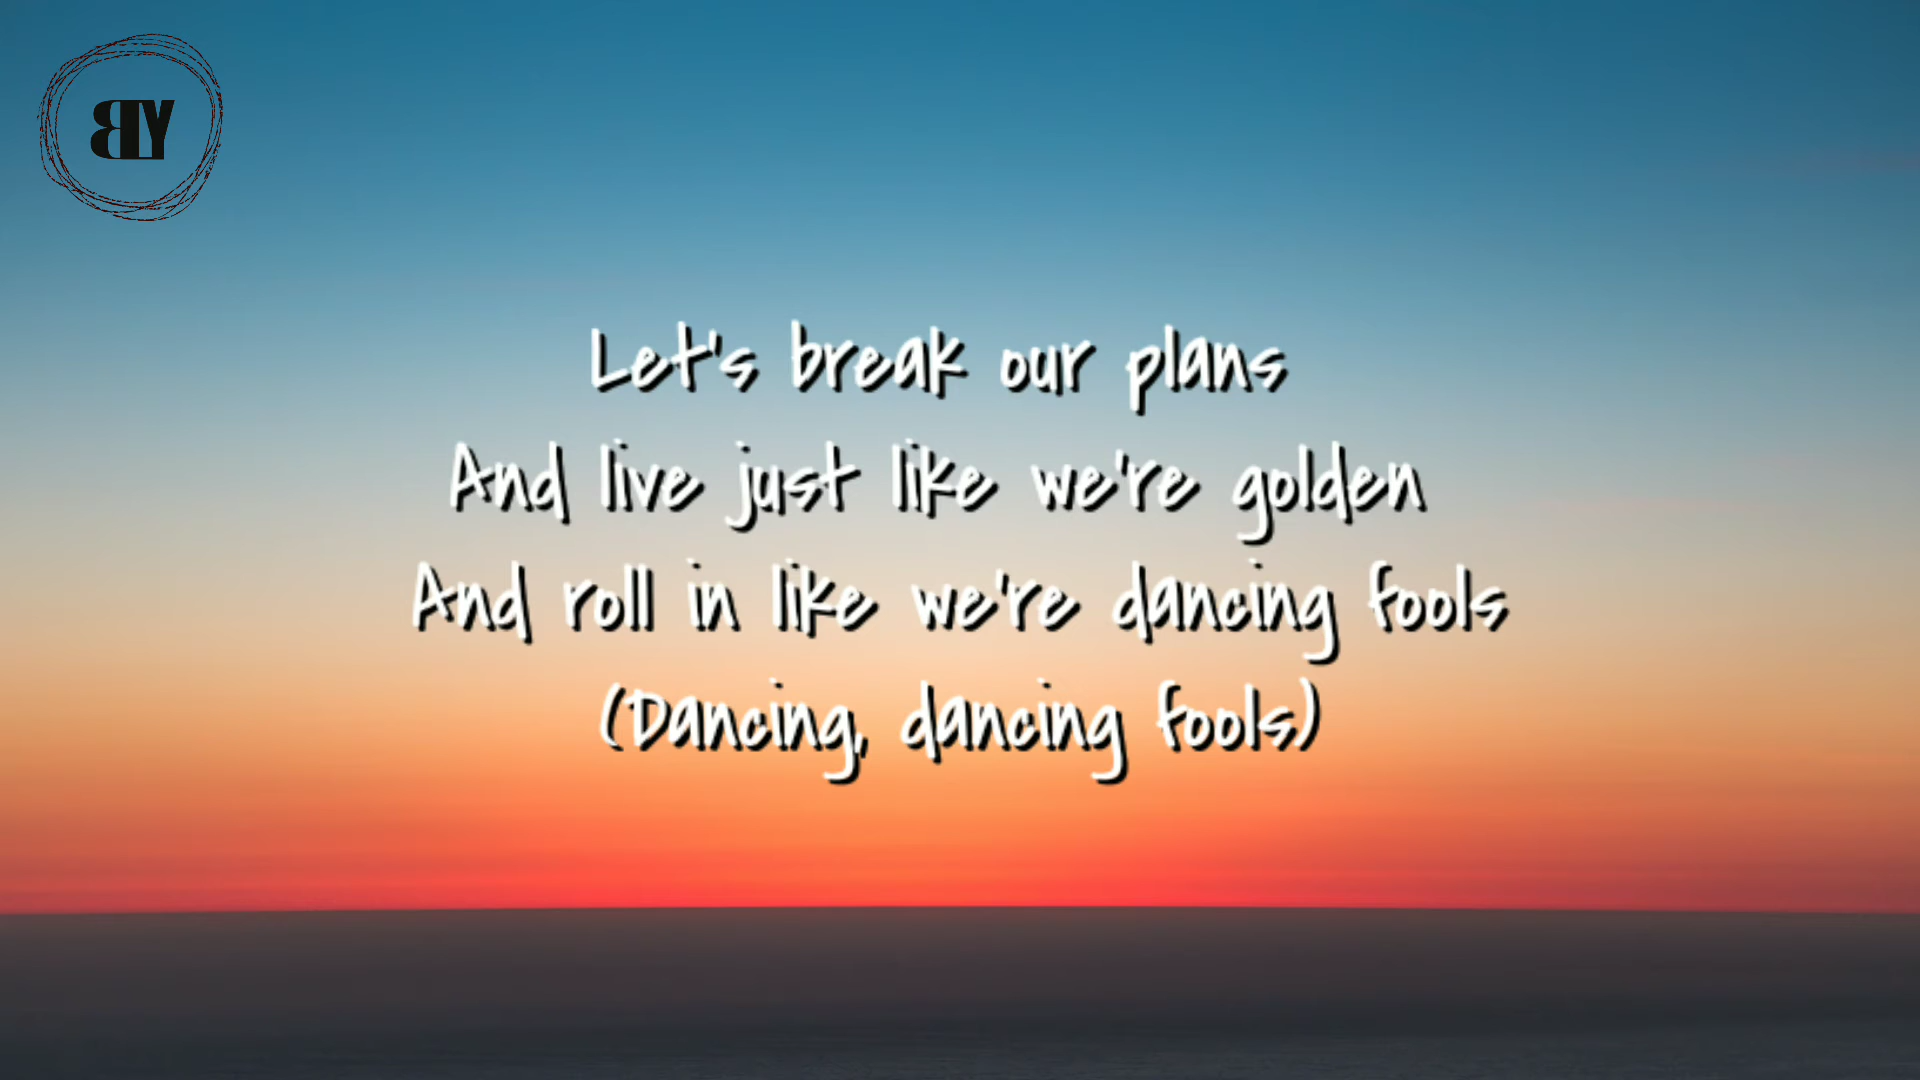 BY
Let's break our plans
And live just like we're golden
And roll in like we're dancing fools
(Dancing, dancing fools)